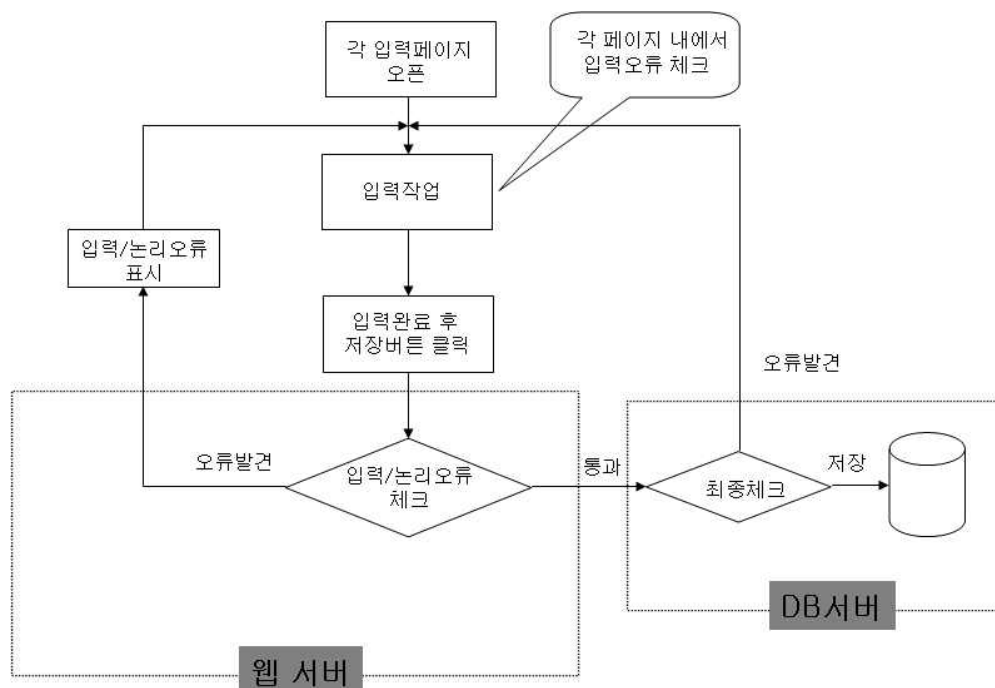 각 입력페이지
오픈
각 페이지 내에서
입력오류 체크
입력작업
입력/논리오류
표시
입력완료 후
저장버튼 클릭
오류발견
오류발견
입력/논리오류
체크
통과
최종체크
저장
DB서버
웹 서버